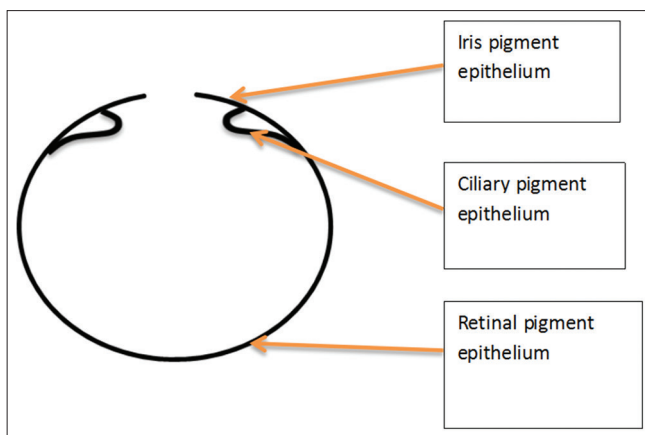 Iris pigment
epithelium
Ciliary pigment
epithelium
Retinal pigment
epithelium